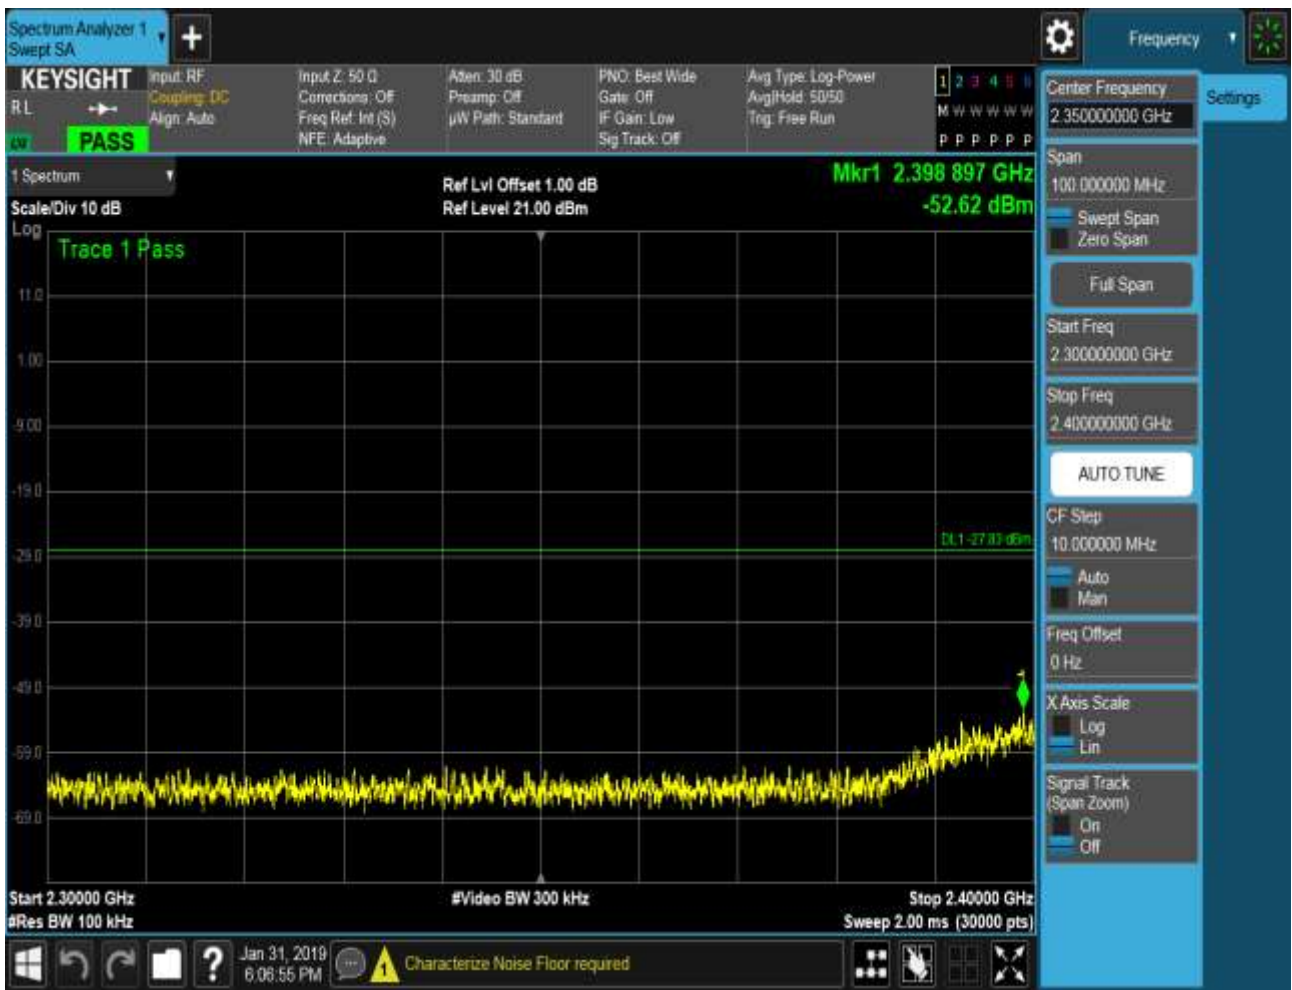 Spectrum Analyzer 1
Swept SA
+
Frequency
KEYSIGHT
R L
PASS
Input: RF
Coupling: DC
Align: Auto
Input Z: 50 Ω
Corrections: Off
Freq Ref: Int (S)
NFE: Adaptive
Atten: 30 dB
Preamp: Off
µW Path: Standard
PNO: Best Wide
Gate: Off
IF Gain: Low
Sig Track: Off
Avg Type: Log-Power
Avg|Hold: 50/50
Trig: Free Run
1 2 3 4 5 6
M W W W W W
P P P P P P
1 Spectrum
Scale/Div 10 dB
Ref Lvl Offset 1.00 dB
Ref Level 21.00 dBm
Mkr1 2.398 897 GHz
-52.62 dBm
Log
Trace 1 Pass
11.0
1.00
-9.00
-19.0
DL1 -27.83 dBm
-29.0
-39.0
-49.0
1
-59.0
-69.0
Start 2.30000 GHz
#Res BW 100 kHz
#Video BW 300 kHz
Stop 2.40000 GHz
Sweep 2.00 ms (30000 pts)
Center Frequency
2.350000000 GHz
Settings
Span
100.000000 MHz
Swept Span
Zero Span
Full Span
Start Freq
2.300000000 GHz
Stop Freq
2.400000000 GHz
AUTO TUNE
CF Step
10.000000 MHz
Auto
Man
Freq Offset
0 Hz
X Axis Scale
Log
Lin
Signal Track
(Span Zoom)
On
Off
?
Jan 31, 2019
6:06:55 PM
1
Characterize Noise Floor required